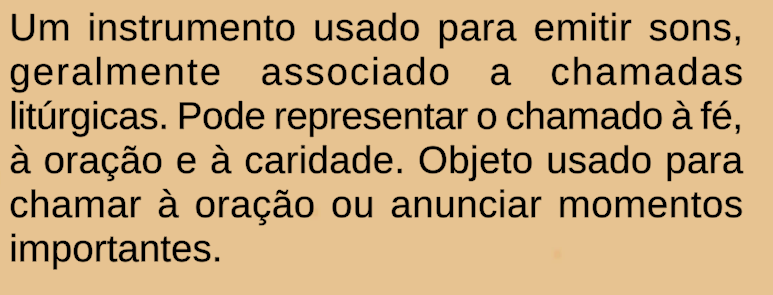 Um instrumento usado para emitir sons,
geralmente associado a chamadas
litúrgicas. Pode representar o chamado à fé,
à oração e à caridade. Objeto usado para
chamar à oração ou anunciar momentos
importantes.